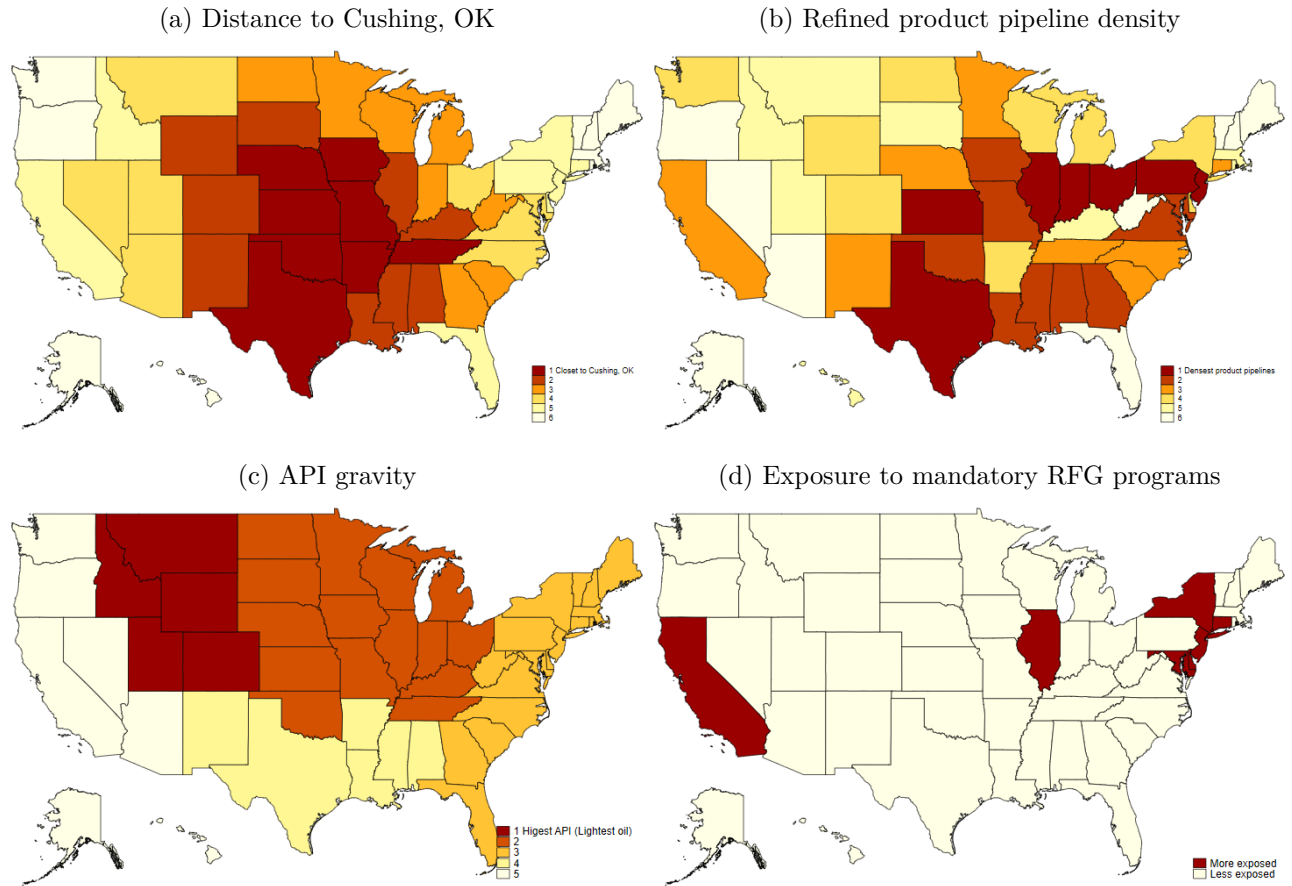 (a) Distance to Cushing, OK
1 Closet to Cushing, OK
2
3
4
5
6
(b) Refined product pipeline density
1 Densest product pipelines
2
3
4
5
6
(c) API gravity
1 Higest API (Lightest oil)
2
3
4
5
(d) Exposure to mandatory RFG programs
More exposed
Less exposed